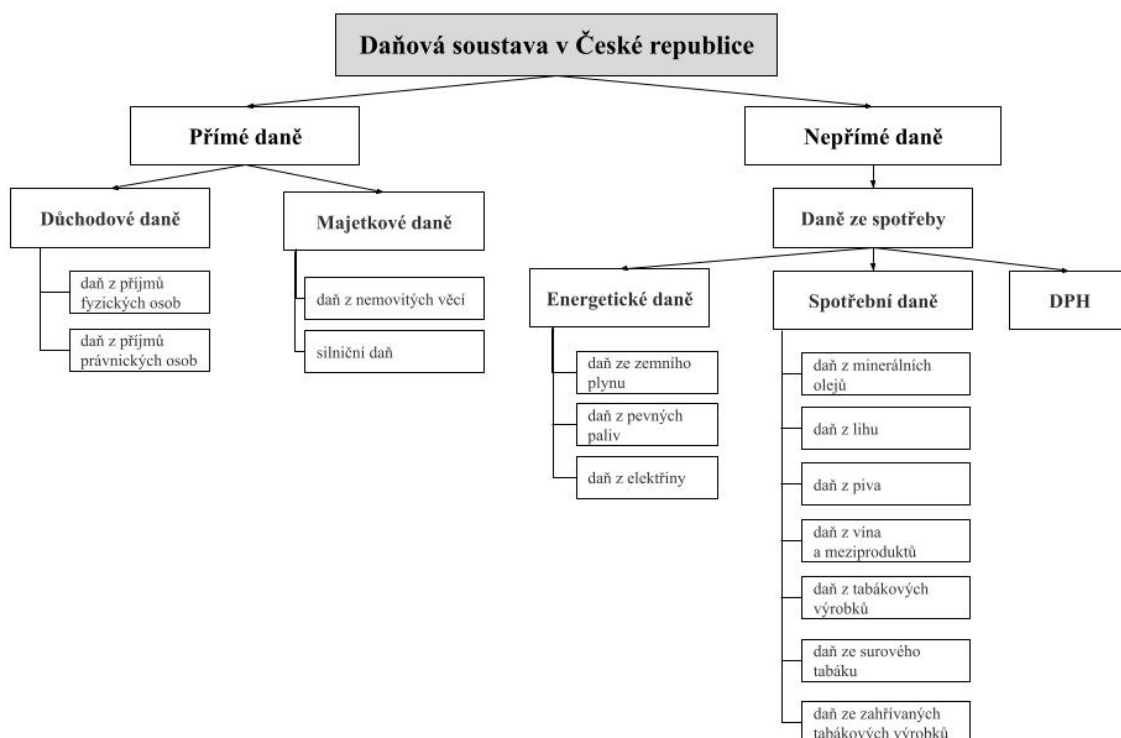 Daňová soustava v České republice
Přímé daně
Nepřímé daně
Důchodové daně
Majetkové daně
Daně ze spotřeby
daň z příjmů
fyzických osob
daň z příjmů
právnických osob
daň z nemovitých věcí
silniční daň
Energetické daně
Spotřební daně
DPH
daň ze zemního
plynu
daň z pevných
paliv
daň z elektřiny
daň z minerálních
olejů
daň z lihu
daň z piva
daň z vína
a meziproduktů
daň z tabákových
výrobků
daň ze surového
tabáku
daň ze zahřívaných
tabákových výrobků